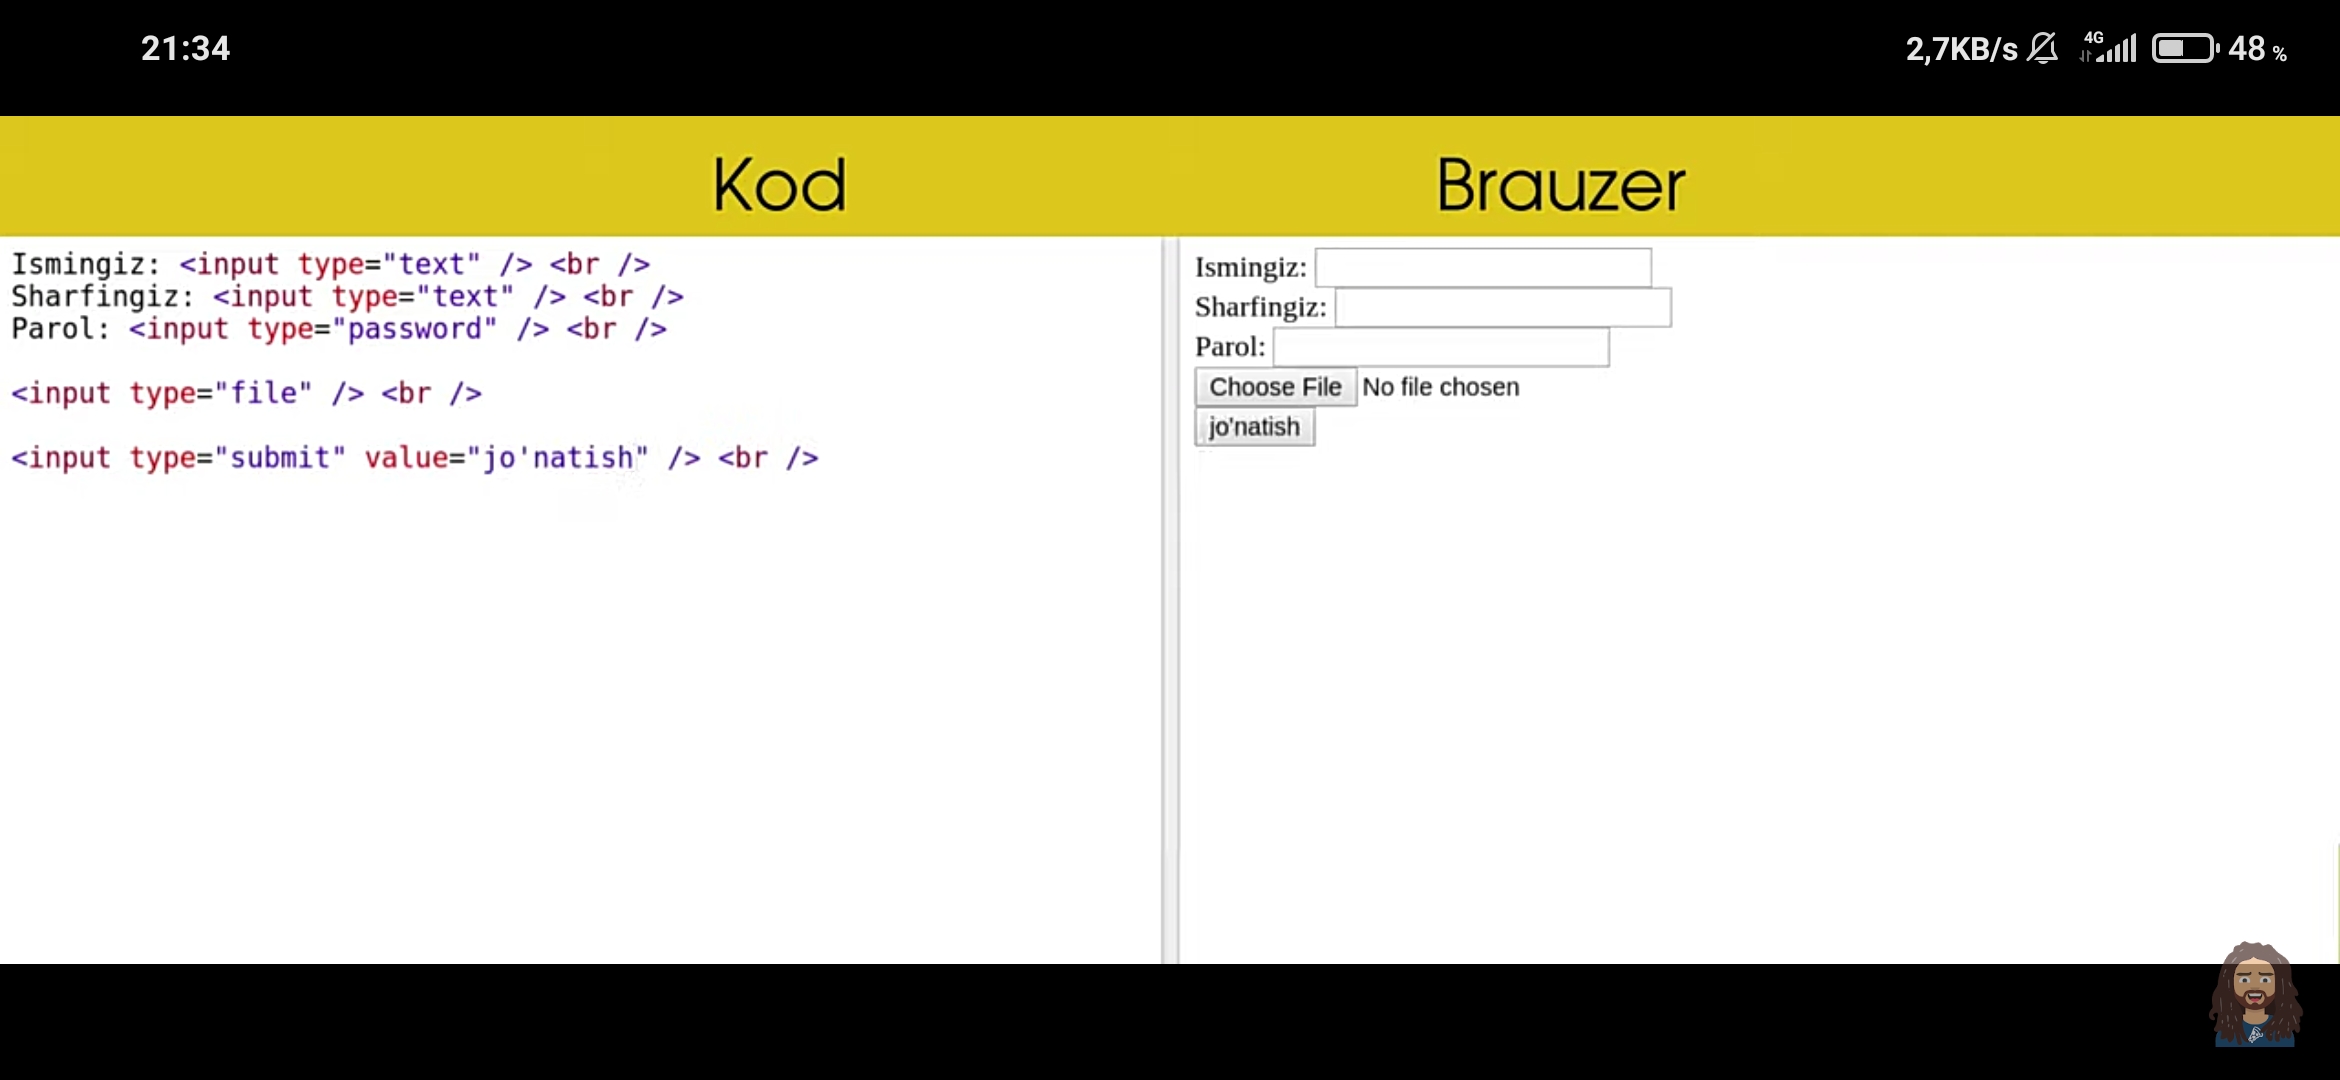 21:34
2,7KB/s 4G 48 %
Kod
Brauzer
Ismingiz: <input type="text" /> <br />
Sharfingiz: <input type="text" /> <br />
Parol: <input type="password" /> <br />
<input type="file" /> <br />
<input type="submit" value="jo'natish" /> <br />
Ismingiz:
Sharfingiz:
Parol:
Choose File No file chosen
jo'natish